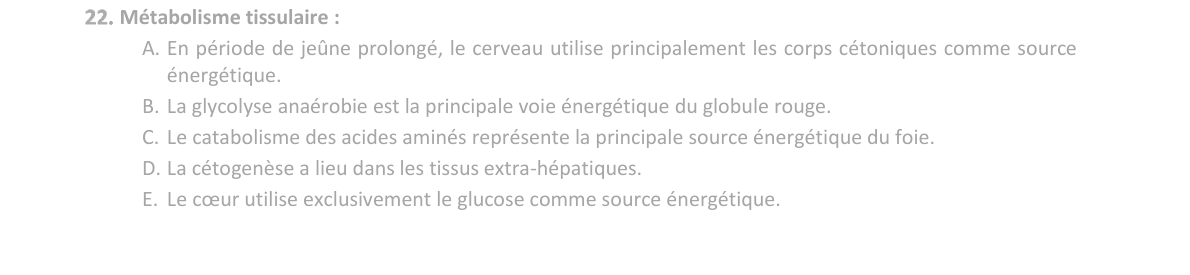 22. Métabolisme tissulaire :
A. En période de jeûne prolongé, le cerveau utilise principalement les corps cétoniques comme source
énergétique.
B. La glycolyse anaérobie est la principale voie énergétique du globule rouge.
C. Le catabolisme des acides aminés représente la principale source énergétique du foie.
D. La cétogenèse a lieu dans les tissus extra-hépatiques.
E. Le cœur utilise exclusivement le glucose comme source énergétique.